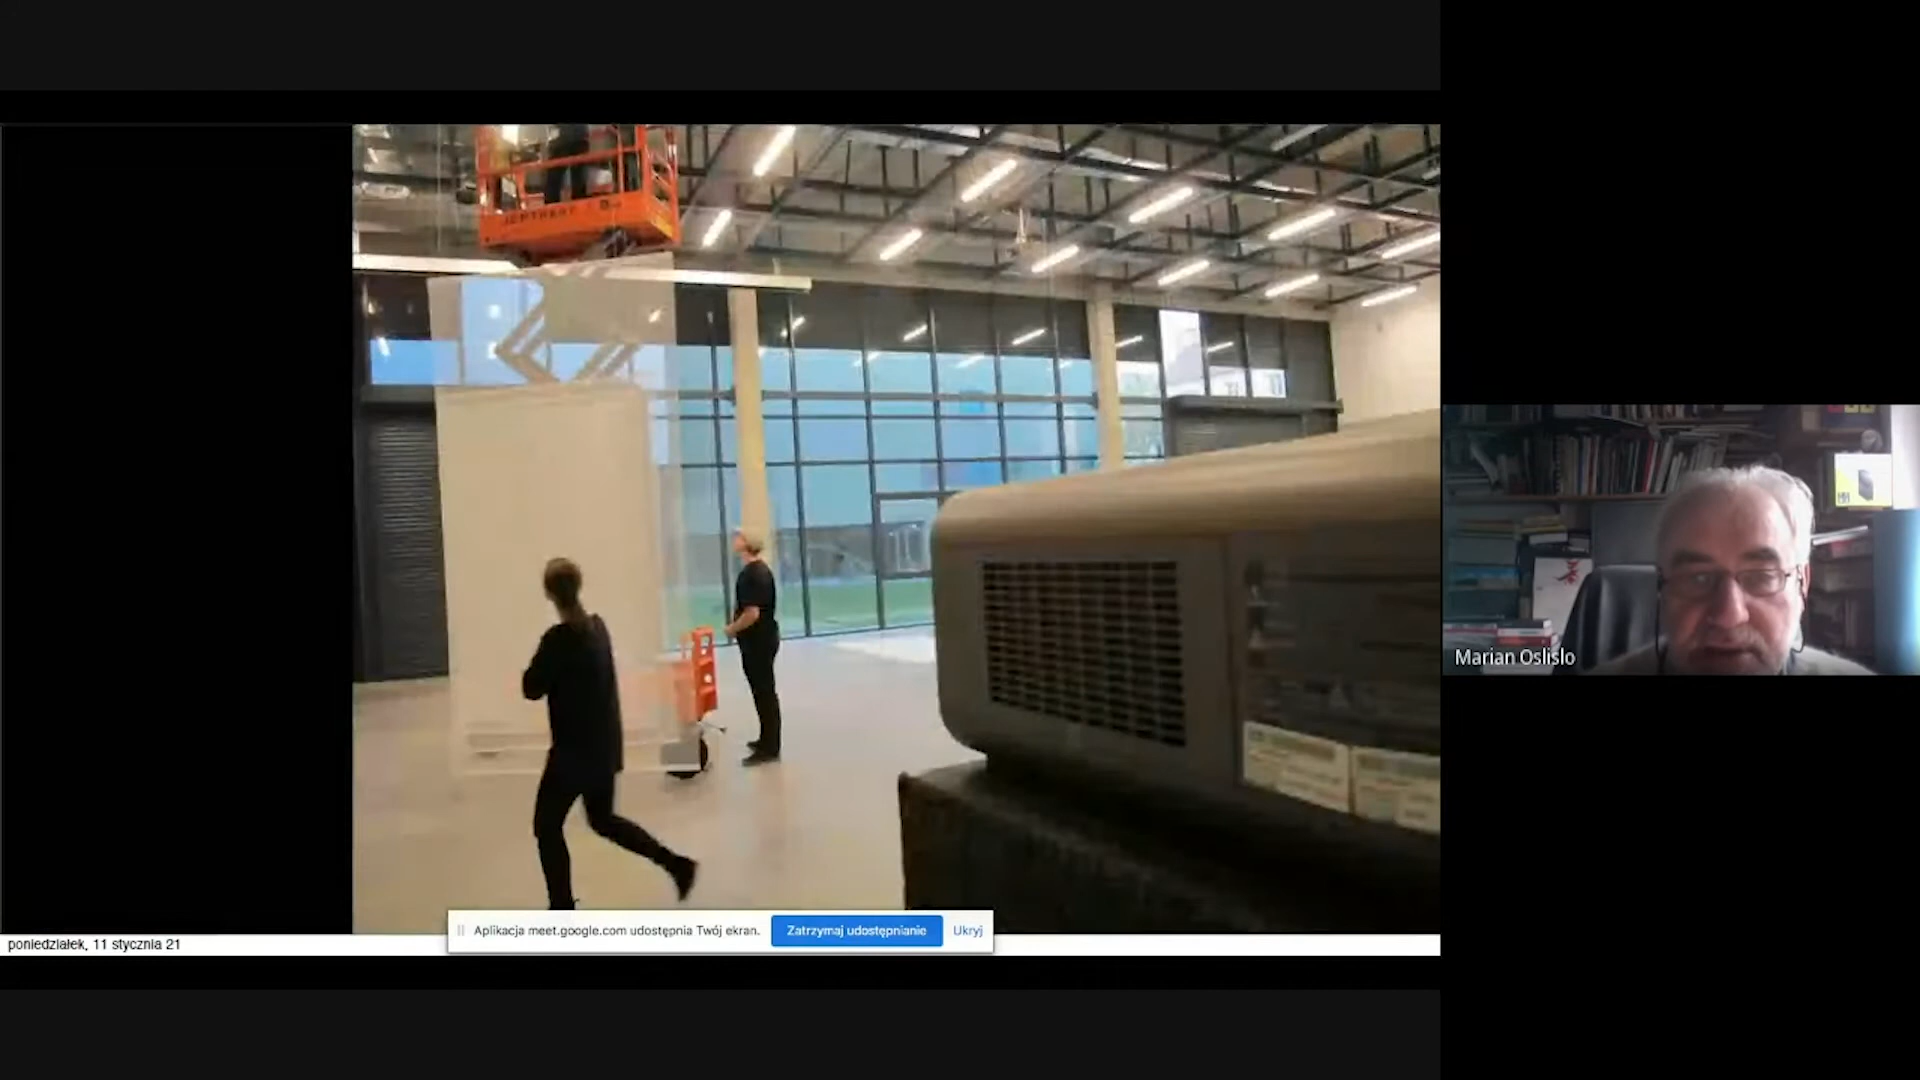 Marian Oslislo
Aplikacja meet.google.com udostępnia Twój ekran.
Zatrzymaj udostępnianie
Ukryj
poniedziałek, 11 stycznia 21